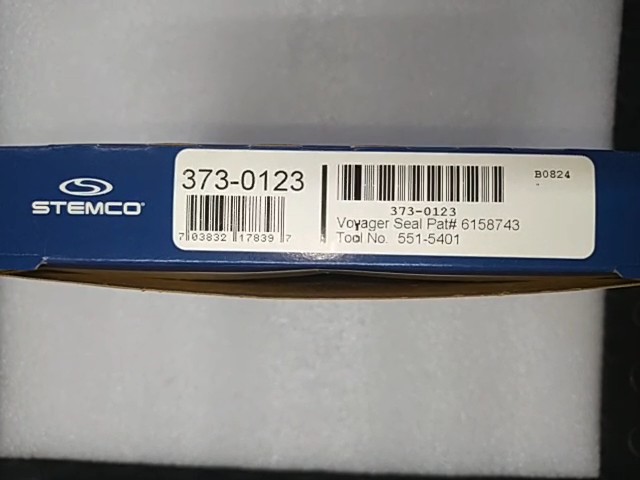 STEMCO®
373-0123
7 03832 17839 7
373-0123
Voyager Seal Pat# 6158743
Tool No. 551-5401
B0824